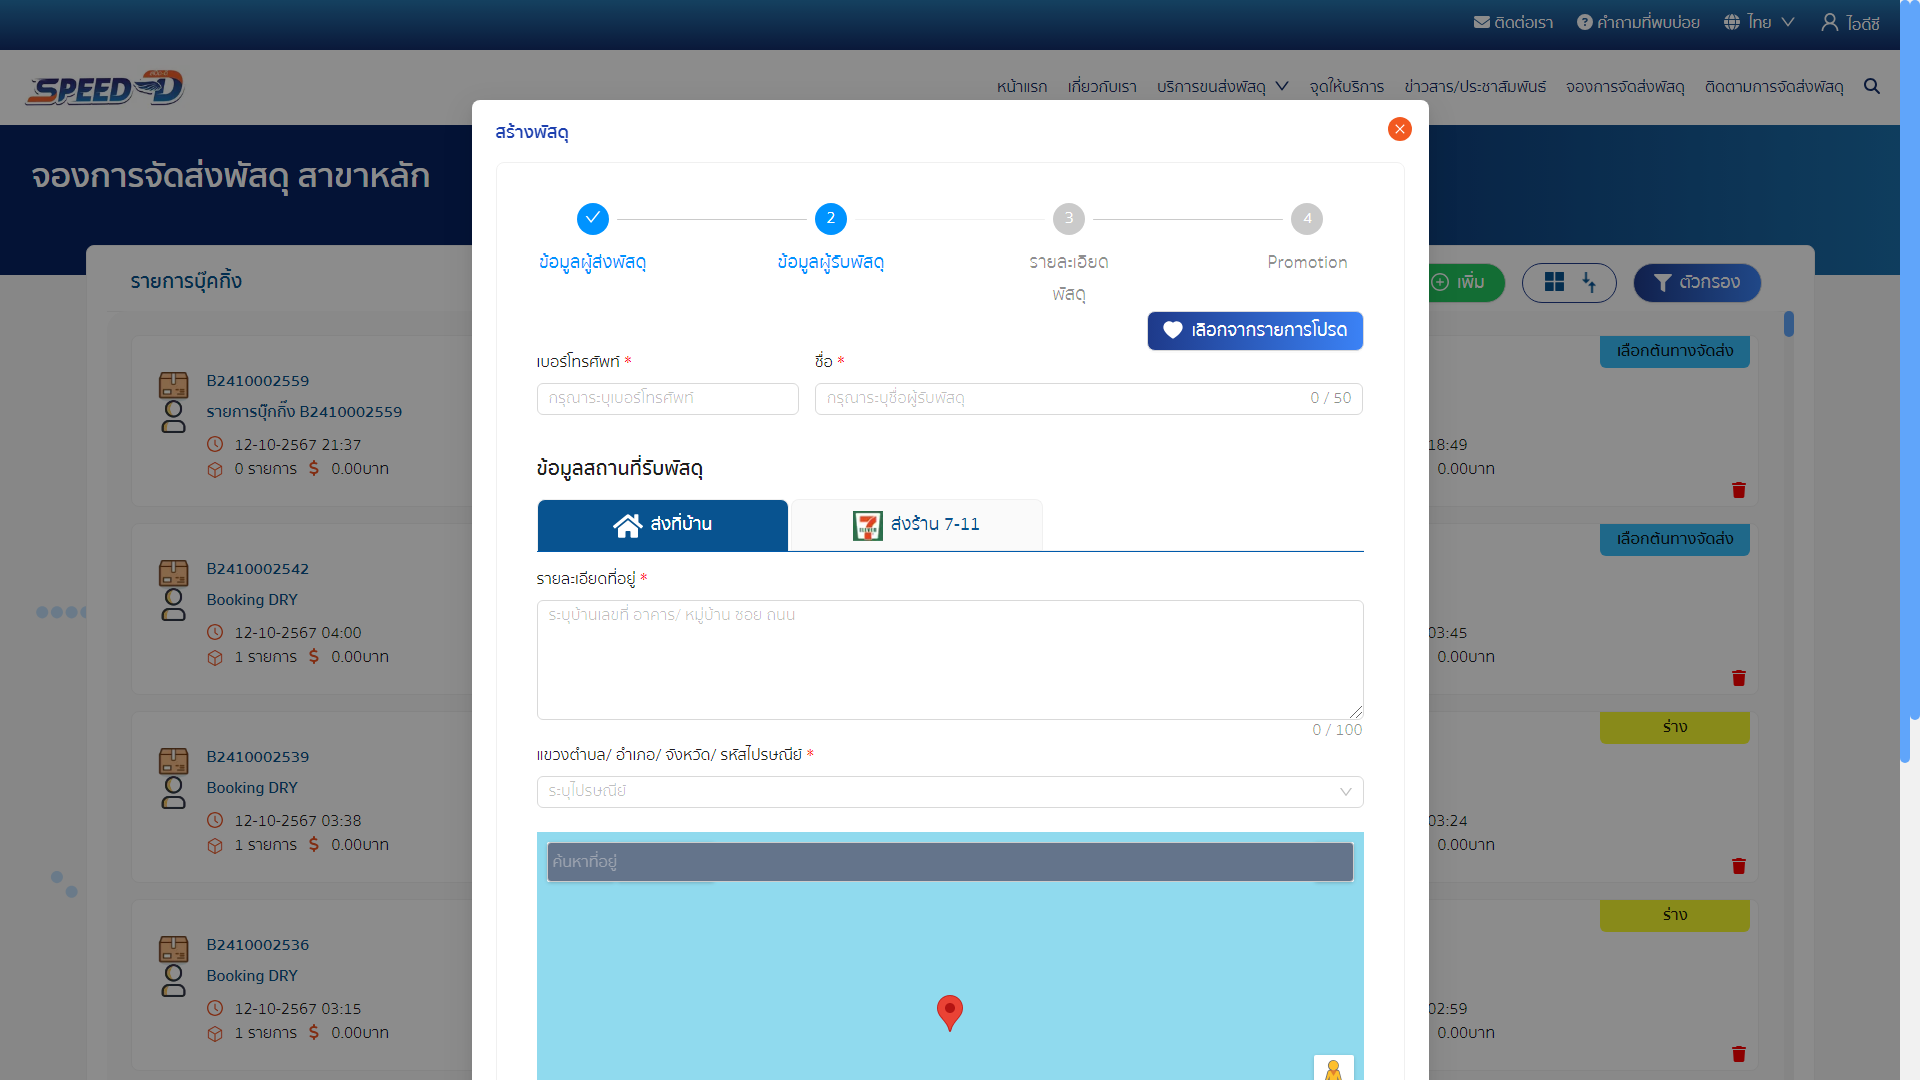 ติดต่อเรา คำถามที่พบบ่อย ไทย ไอดีซี
SPEED-D
หน้าแรก เกี่ยวกับเรา บริการขนส่งพัสดุ จุดให้บริการ ข่าวสาร/ประชาสัมพันธ์ จองการจัดส่งพัสดุ ติดตามการจัดส่งพัสดุ
จองการจัดส่งพัสดุ สาขาหลัก
รายการบุ๊คกิ้ง
เพิ่ม
ตัวกรอง
B2410002559
รายการบุ๊กกิ๊ง B2410002559
12-10-2567 21:37
0 รายการ 0.00บาท
B2410002542
Booking DRY
12-10-2567 04:00
1 รายการ 0.00บาท
B2410002539
Booking DRY
12-10-2567 03:38
1 รายการ 0.00บาท
B2410002536
Booking DRY
12-10-2567 03:15
1 รายการ 0.00บาท
สร้างพัสดุ
2 3 4
ข้อมูลผู้ส่งพัสดุ ข้อมูลผู้รับพัสดุ รายละเอียด Promotion
พัสดุ
เลือกจากรายการโปรด
เบอร์โทรศัพท์ * ชื่อ *
กรุณาระบุเบอร์โทรศัพท์ กรุณาระบุชื่อผู้รับพัสดุ 0 / 50
ข้อมูลสถานที่รับพัสดุ
ส่งที่บ้าน ส่งร้าน 7-11
รายละเอียดที่อยู่ *
ระบุบ้านเลขที่ อาคาร/ หมู่บ้าน ซอย ถนน
0 / 100
แขวงตำบล/ อำเภอ/ จังหวัด/ รหัสไปรษณีย์ *
ระบุไปรษณีย์
ค้นหาที่อยู่
เลือกต้นทางจัดส่ง
18:49
0.00บาท
เลือกต้นทางจัดส่ง
03:45
0.00บาท
ร่าง
03:24
0.00บาท
ร่าง
02:59
0.00บาท